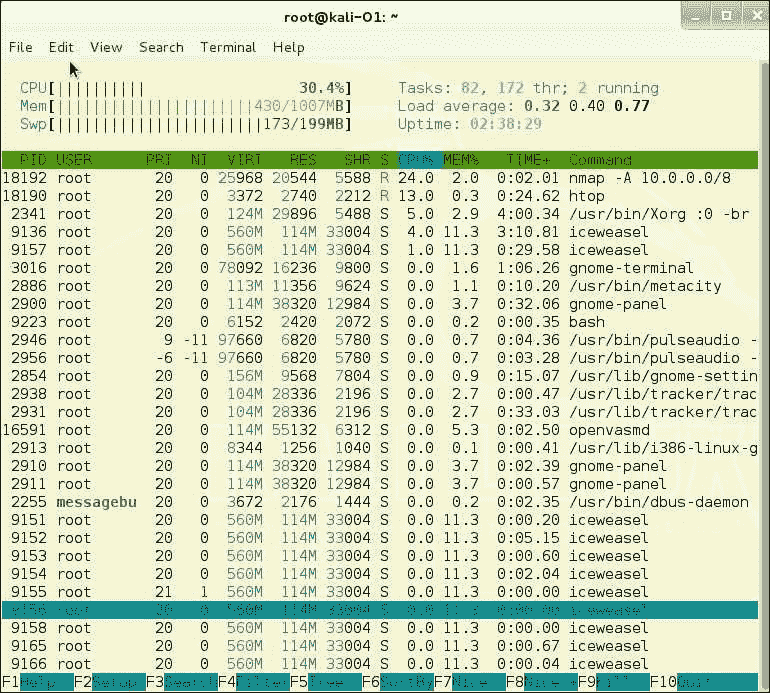 root@kali-01: ~
File Edit View Search Terminal Help
CPU[|||||||||| 30.4%] Tasks: 82, 172 thr; 2 running
Mem[||||||||||||||||||||||430/1007MB] Load average: 0.32 0.40 0.77
Swp[|||||||||||||||||||||||173/199MB] Uptime: 02:38:29
PID USER PRI NI VIRT RES SHR S CPU% MEM% TIME+ Command
18192 root 20 0 25968 20544 5588 R 24.0 2.0 0:02.01 nmap -A 10.0.0.0/8
18190 root 20 0 3372 2740 2212 R 13.0 0.3 0:24.62 htop
2341 root 20 0 124M 29896 5488 S 5.0 2.9 4:00.34 /usr/bin/Xorg :0 -br
9136 root 20 0 560M 114M 33004 S 4.0 11.3 3:10.81 iceweasel
9157 root 20 0 560M 114M 33004 S 1.0 11.3 0:29.58 iceweasel
3016 root 20 0 78092 16236 9800 S 0.0 1.6 1:06.26 gnome-terminal
2886 root 20 0 113M 11356 9624 S 0.0 1.1 0:10.20 /usr/bin/metacity
2900 root 20 0 114M 38320 12984 S 0.0 3.7 0:32.06 gnome-panel
9223 root 20 0 6152 2420 2072 S 0.0 0.2 0:00.35 bash
2946 root 9 -11 97660 6820 5780 S 0.0 0.7 0:04.36 /usr/bin/pulseaudio -
2956 root -6 -11 97660 6820 5780 S 0.0 0.7 0:03.28 /usr/bin/pulseaudio -
2854 root 20 0 156M 9568 7804 S 0.0 0.9 0:15.07 /usr/lib/gnome-settin
2938 root 20 0 104M 28336 2196 S 0.0 2.7 0:00.47 /usr/lib/tracker/trac
2931 root 20 0 104M 28336 2196 S 0.0 2.7 0:33.03 /usr/lib/tracker/trac
16591 root 20 0 114M 55132 6312 S 0.0 5.3 0:02.50 openvasmd
2913 root 20 0 8344 1256 1040 S 0.0 0.1 0:00.41 /usr/lib/i386-linux-g
2910 root 20 0 114M 38320 12984 S 0.0 3.7 0:02.39 gnome-panel
2911 root 20 0 114M 38320 12984 S 0.0 3.7 0:00.57 gnome-panel
2255 messagebu 20 0 3672 2176 1444 S 0.0 0.2 0:02.35 /usr/bin/dbus-daemon
9151 root 20 0 560M 114M 33004 S 0.0 11.3 0:00.20 iceweasel
9152 root 20 0 560M 114M 33004 S 0.0 11.3 0:05.15 iceweasel
9153 root 20 0 560M 114M 33004 S 0.0 11.3 0:00.60 iceweasel
9154 root 20 0 560M 114M 33004 S 0.0 11.3 0:02.04 iceweasel
9155 root 21 1 560M 114M 33004 S 0.0 11.3 0:00.00 iceweasel
9156 root 20 0 560M 114M 33004 S 0.0 11.3 iceweasel
9158 root 20 0 560M 114M 33004 S 0.0 11.3 0:00.00 iceweasel
9165 root 20 0 560M 114M 33004 S 0.0 11.3 0:00.67 iceweasel
9166 root 20 0 560M 114M 33004 S 0.0 11.3 0:00.04 iceweasel
F1Help F2Setup F3SearchF4FilterF5Tree F6SortByF7Nice -F8Nice +F9Kill F10Quit